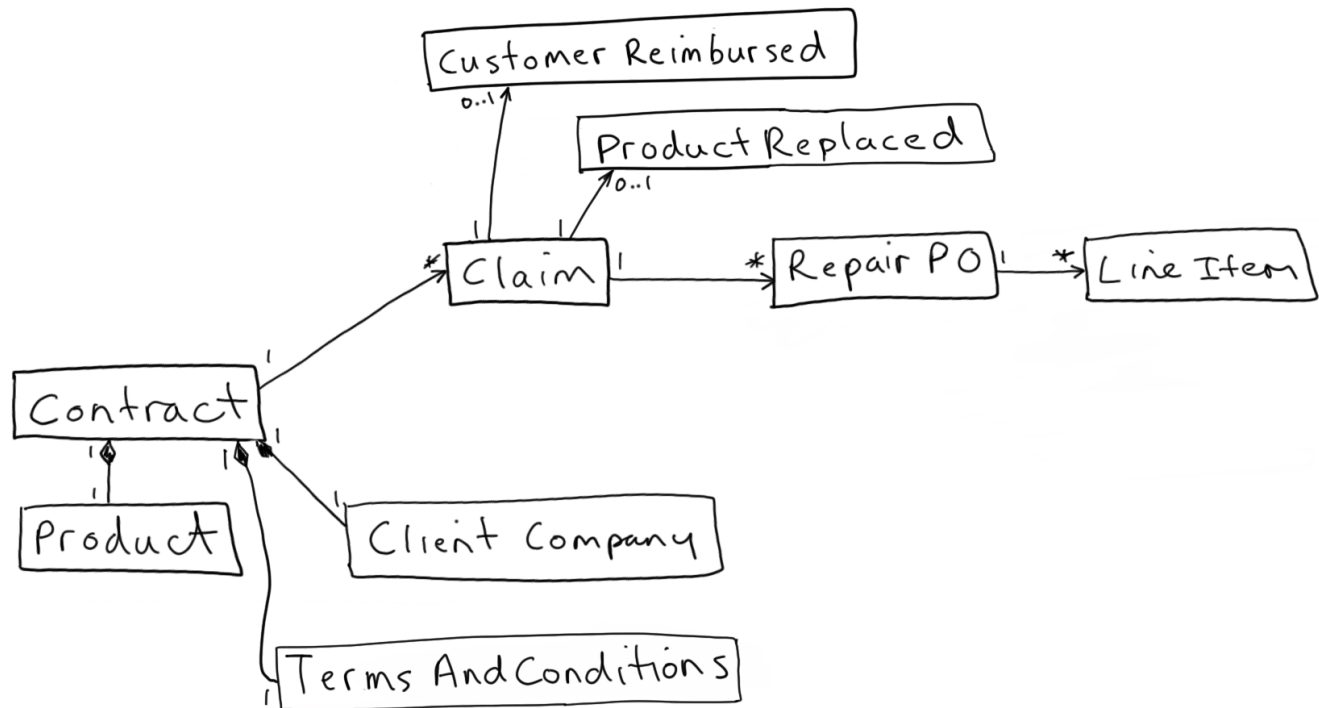 Customer Reimbursed
0..1
Product Replaced
0..1
1 1
* Claim 1 * Repair PO 1 * Line Item
1
Contract
1 1 1
1 1
Product Client Company
Terms And Conditions
1